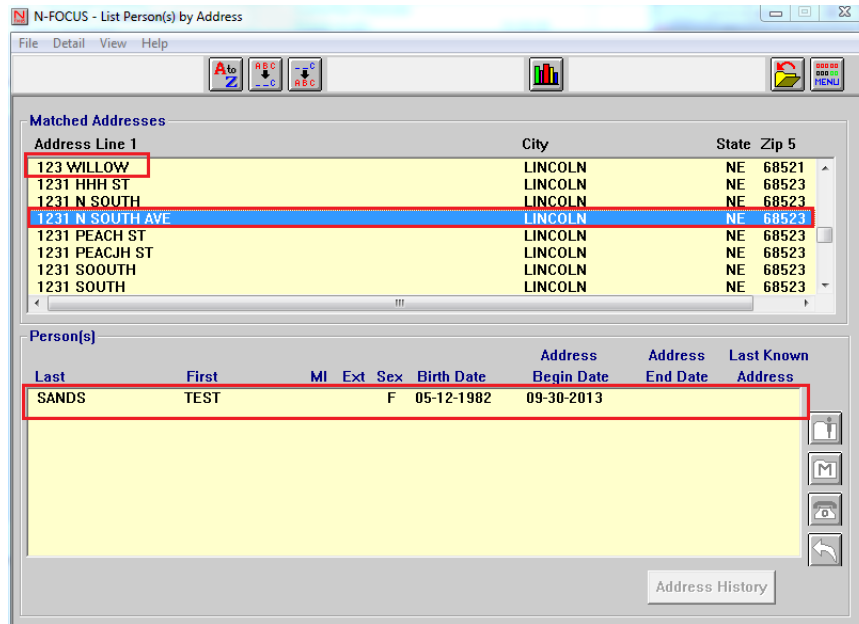 N-FOCUS - List Person(s) by Address
File Detail View Help
A to Z
ABC
--C
--C
ABC
MENU
Matched Addresses
Address Line 1 City State Zip 5
123 WILLOW LINCOLN NE 68521
1231 HHH ST LINCOLN NE 68523
1231 N SOUTH LINCOLN NE 68523
1231 N SOUTH AVE LINCOLN NE 68523
1231 PEACH ST LINCOLN NE 68523
1231 PEACJH ST LINCOLN NE 68523
1231 SOOUTH LINCOLN NE 68523
1231 SOUTH LINCOLN NE 68523
Person(s)
Address Address Last Known
Last First MI Ext Sex Birth Date Begin Date End Date Address
SANDS TEST F 05-12-1982 09-30-2013
M
Address History